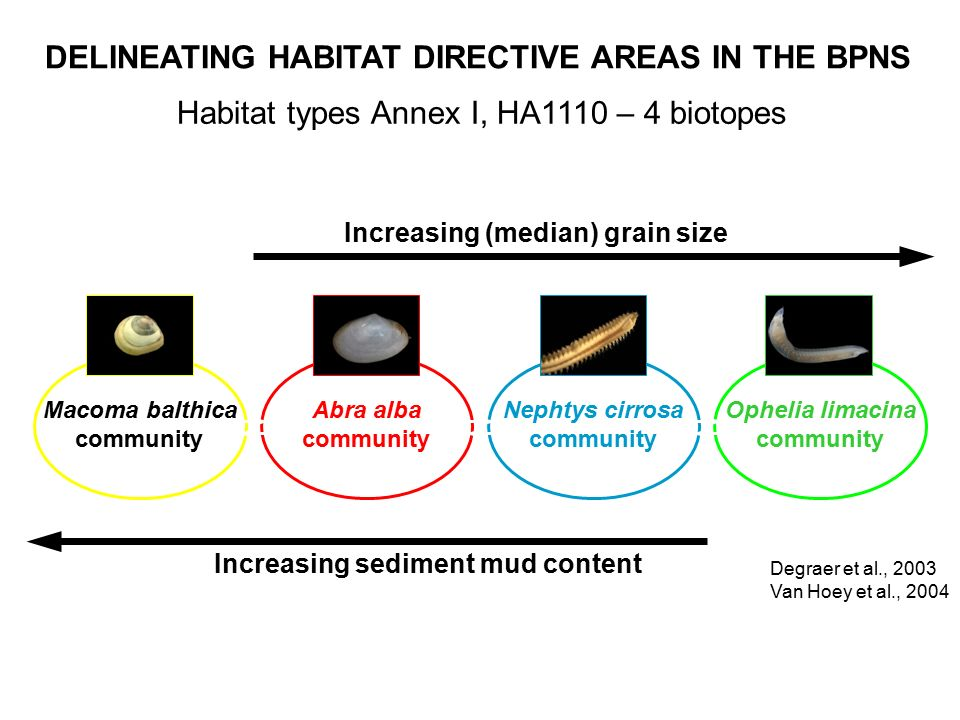 DELINEATING HABITAT DIRECTIVE AREAS IN THE BPNS
Habitat types Annex I, HA1110 – 4 biotopes
Increasing (median) grain size
Macoma balthica
community
Abra alba
community
Nephtys cirrosa
community
Ophelia limacina
community
Increasing sediment mud content
Degraer et al., 2003
Van Hoey et al., 2004